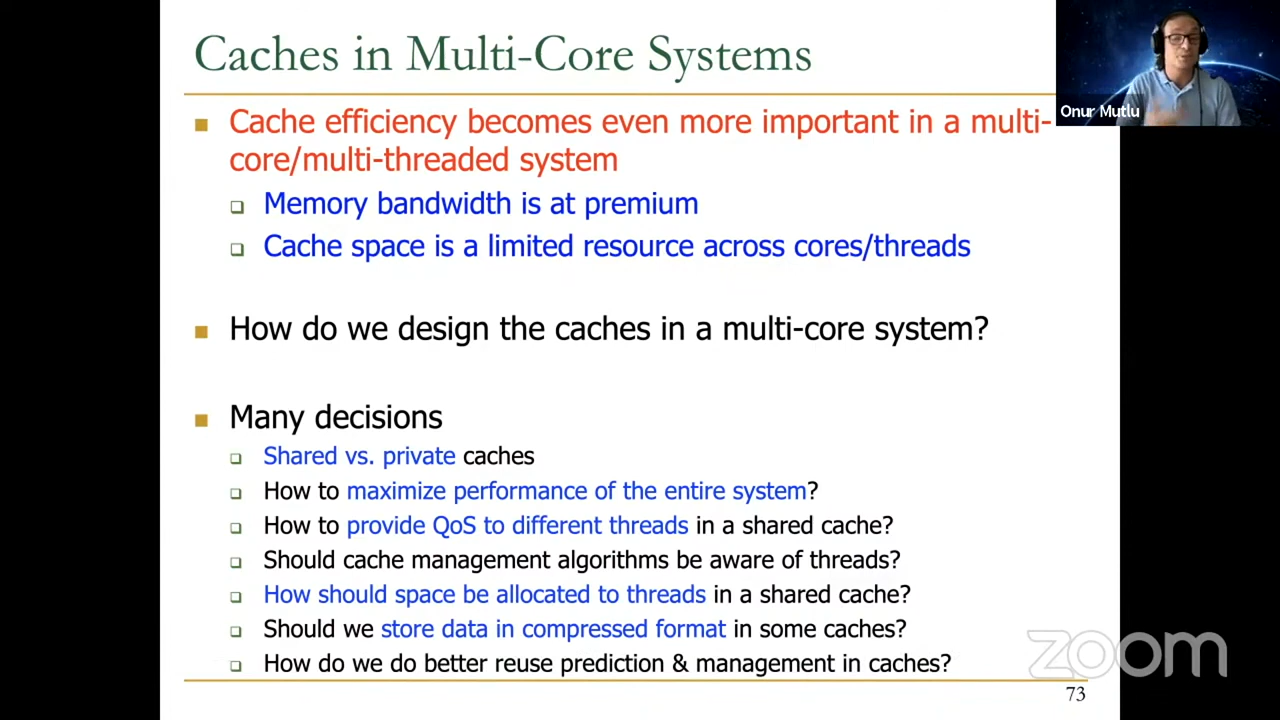 Caches in Multi-Core Systems
Onur Mutlu
Cache efficiency becomes even more important in a multi-
core/multi-threaded system
Memory bandwidth is at premium
Cache space is a limited resource across cores/threads
How do we design the caches in a multi-core system?
Many decisions
Shared vs. private caches
How to maximize performance of the entire system?
How to provide QoS to different threads in a shared cache?
Should cache management algorithms be aware of threads?
How should space be allocated to threads in a shared cache?
Should we store data in compressed format in some caches?
How do we do better reuse prediction & management in caches?
zoom
73